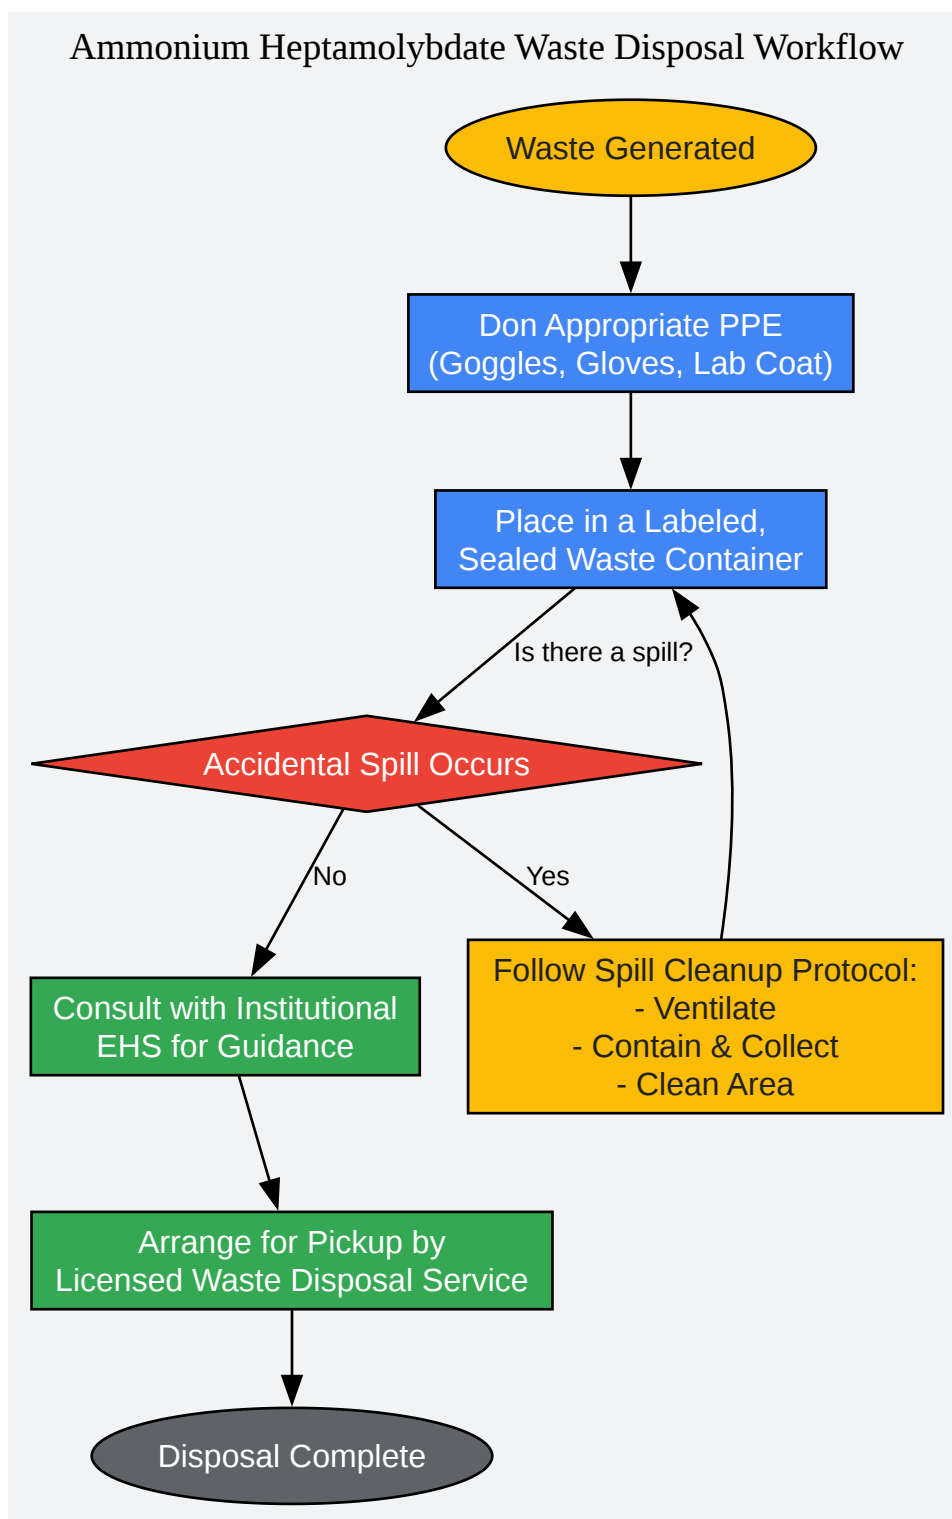 Ammonium Heptamolybdate Waste Disposal Workflow
Waste Generated
Don Appropriate PPE
(Goggles, Gloves, Lab Coat)
Place in a Labeled,
Sealed Waste Container
Is there a spill?
Accidental Spill Occurs
No
Yes
Follow Spill Cleanup Protocol:
- Ventilate
- Contain & Collect
- Clean Area
Consult with Institutional
EHS for Guidance
Arrange for Pickup by
Licensed Waste Disposal Service
Disposal Complete